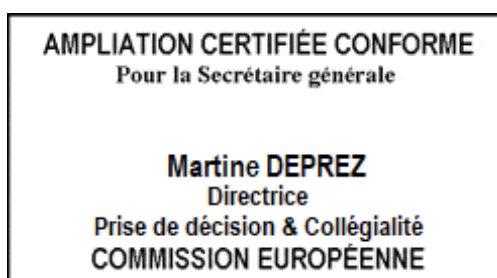 AMPLIATION CERTIFIÉE CONFORME
Pour la Secrétaire générale
Martine DEPREZ
Directrice
Prise de décision & Collégialité
COMMISSION EUROPÉENNE